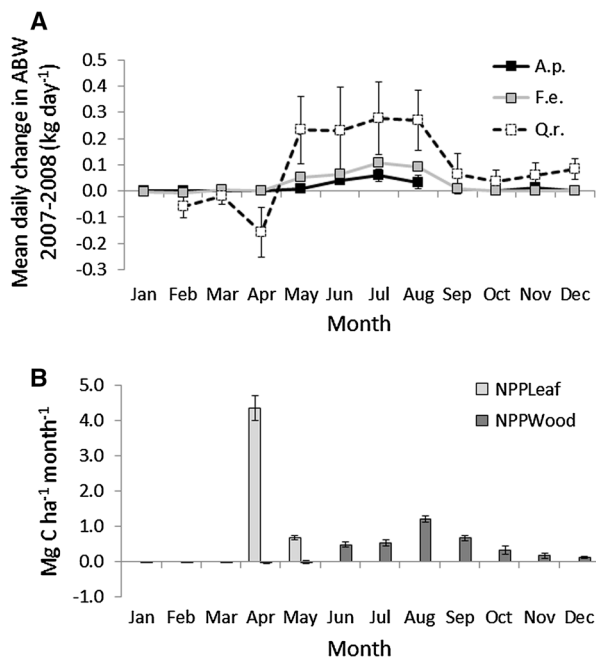 A
Mean daily change in ABW
2007-2008 (kg day-1)
0.5
0.4
0.3
0.2
0.1
0.0
-0.1
-0.2
-0.3
A.p.
F.e.
Q.r.
Jan Feb Mar Apr May Jun Jul Aug Sep Oct Nov Dec
Month
B
Mg C ha-1 month-1
5.0
4.0
3.0
2.0
1.0
0.0
-1.0
NPPLeaf
NPPWood
Jan Feb Mar Apr May Jun Jul Aug Sep Oct Nov Dec
Month